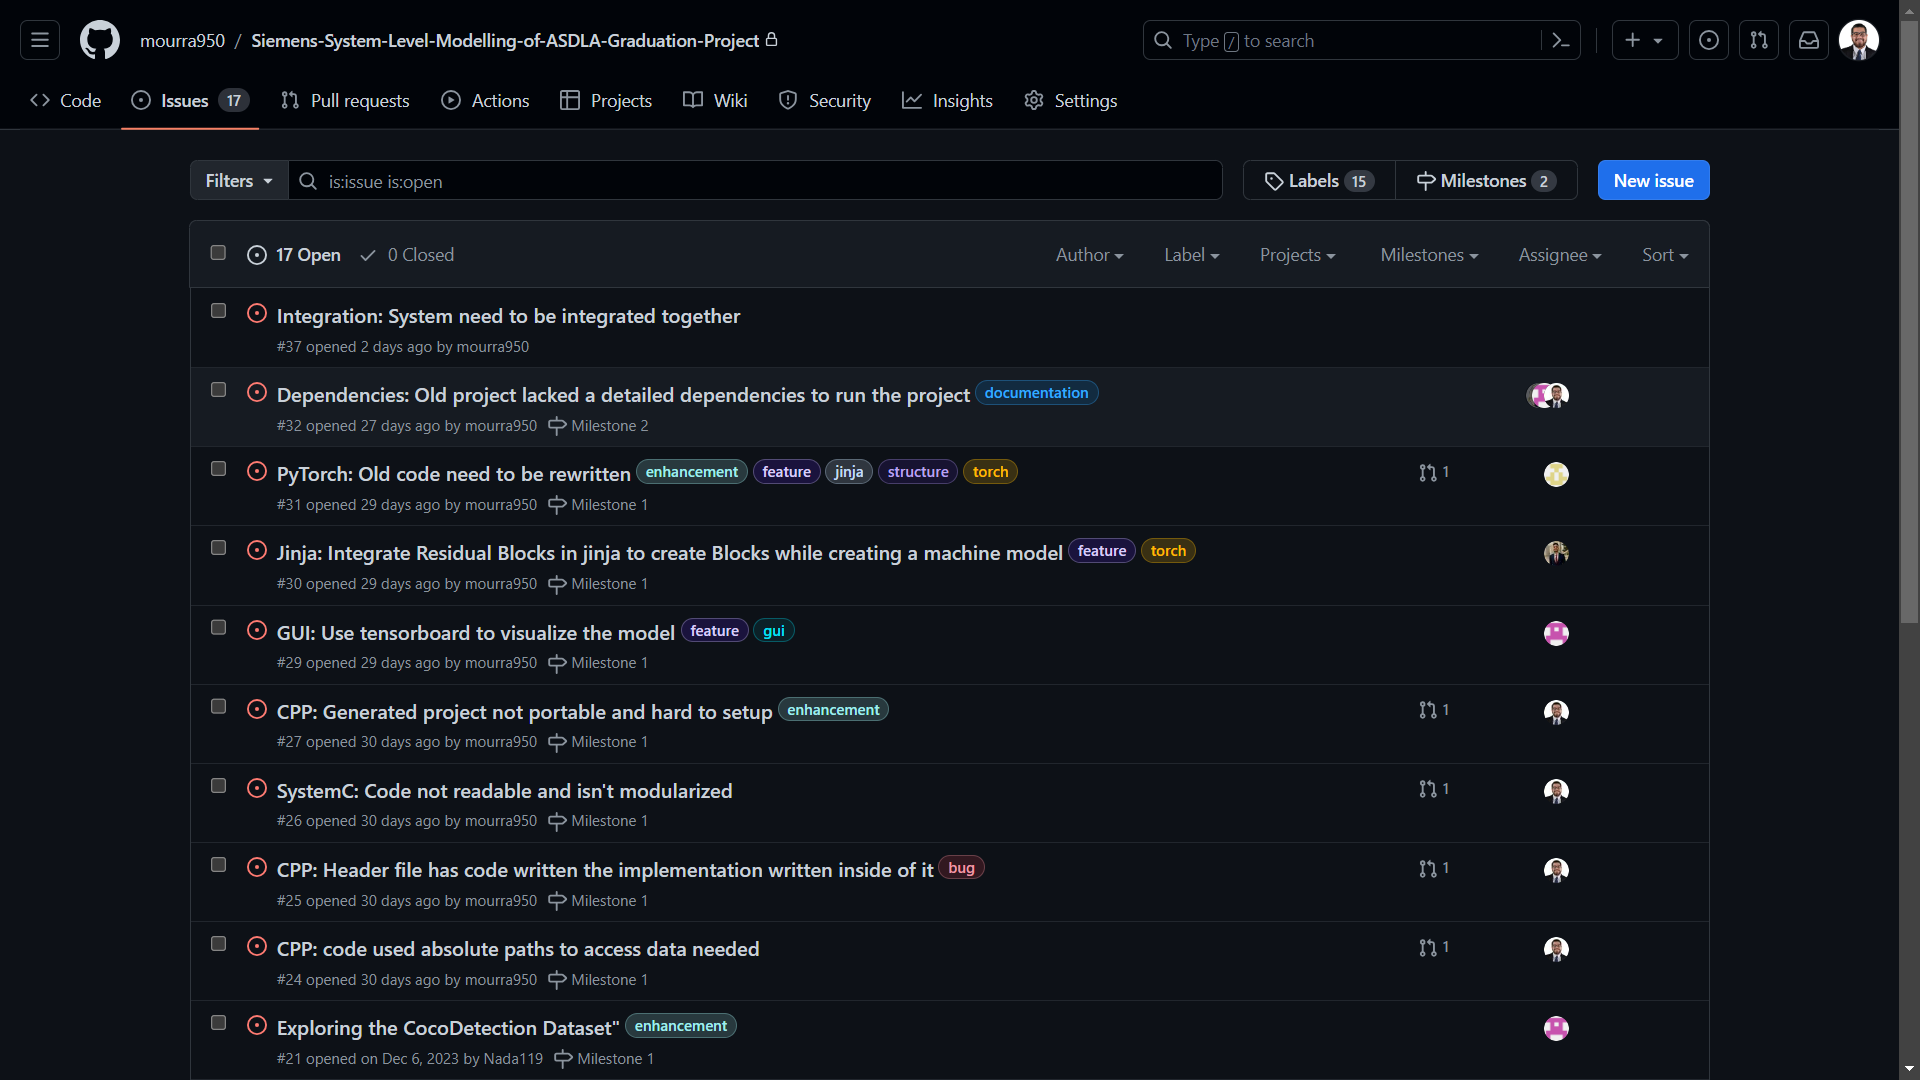 mourra950 / Siemens-System-Level-Modelling-of-ASDLA-Graduation-Project
Type / to search
Code
Issues 17
Pull requests
Actions
Projects
Wiki
Security
Insights
Settings
Filters
is:issue is:open
Labels 15
Milestones 2
New issue
17 Open
0 Closed
Author
Label
Projects
Milestones
Assignee
Sort
Integration: System need to be integrated together
#37 opened 2 days ago by mourra950
Dependencies: Old project lacked a detailed dependencies to run the project documentation
#32 opened 27 days ago by mourra950 Milestone 2
PyTorch: Old code need to be rewritten enhancement feature jinja structure torch 1
#31 opened 29 days ago by mourra950 Milestone 1
Jinja: Integrate Residual Blocks in jinja to create Blocks while creating a machine model feature torch
#30 opened 29 days ago by mourra950 Milestone 1
GUI: Use tensorboard to visualize the model feature gui
#29 opened 29 days ago by mourra950 Milestone 1
CPP: Generated project not portable and hard to setup enhancement 1
#27 opened 30 days ago by mourra950 Milestone 1
SystemC: Code not readable and isn't modularized 1
#26 opened 30 days ago by mourra950 Milestone 1
CPP: Header file has code written the implementation written inside of it bug 1
#25 opened 30 days ago by mourra950 Milestone 1
CPP: code used absolute paths to access data needed 1
#24 opened 30 days ago by mourra950 Milestone 1
Exploring the CocoDetection Dataset" enhancement
#21 opened on Dec 6, 2023 by Nada119 Milestone 1